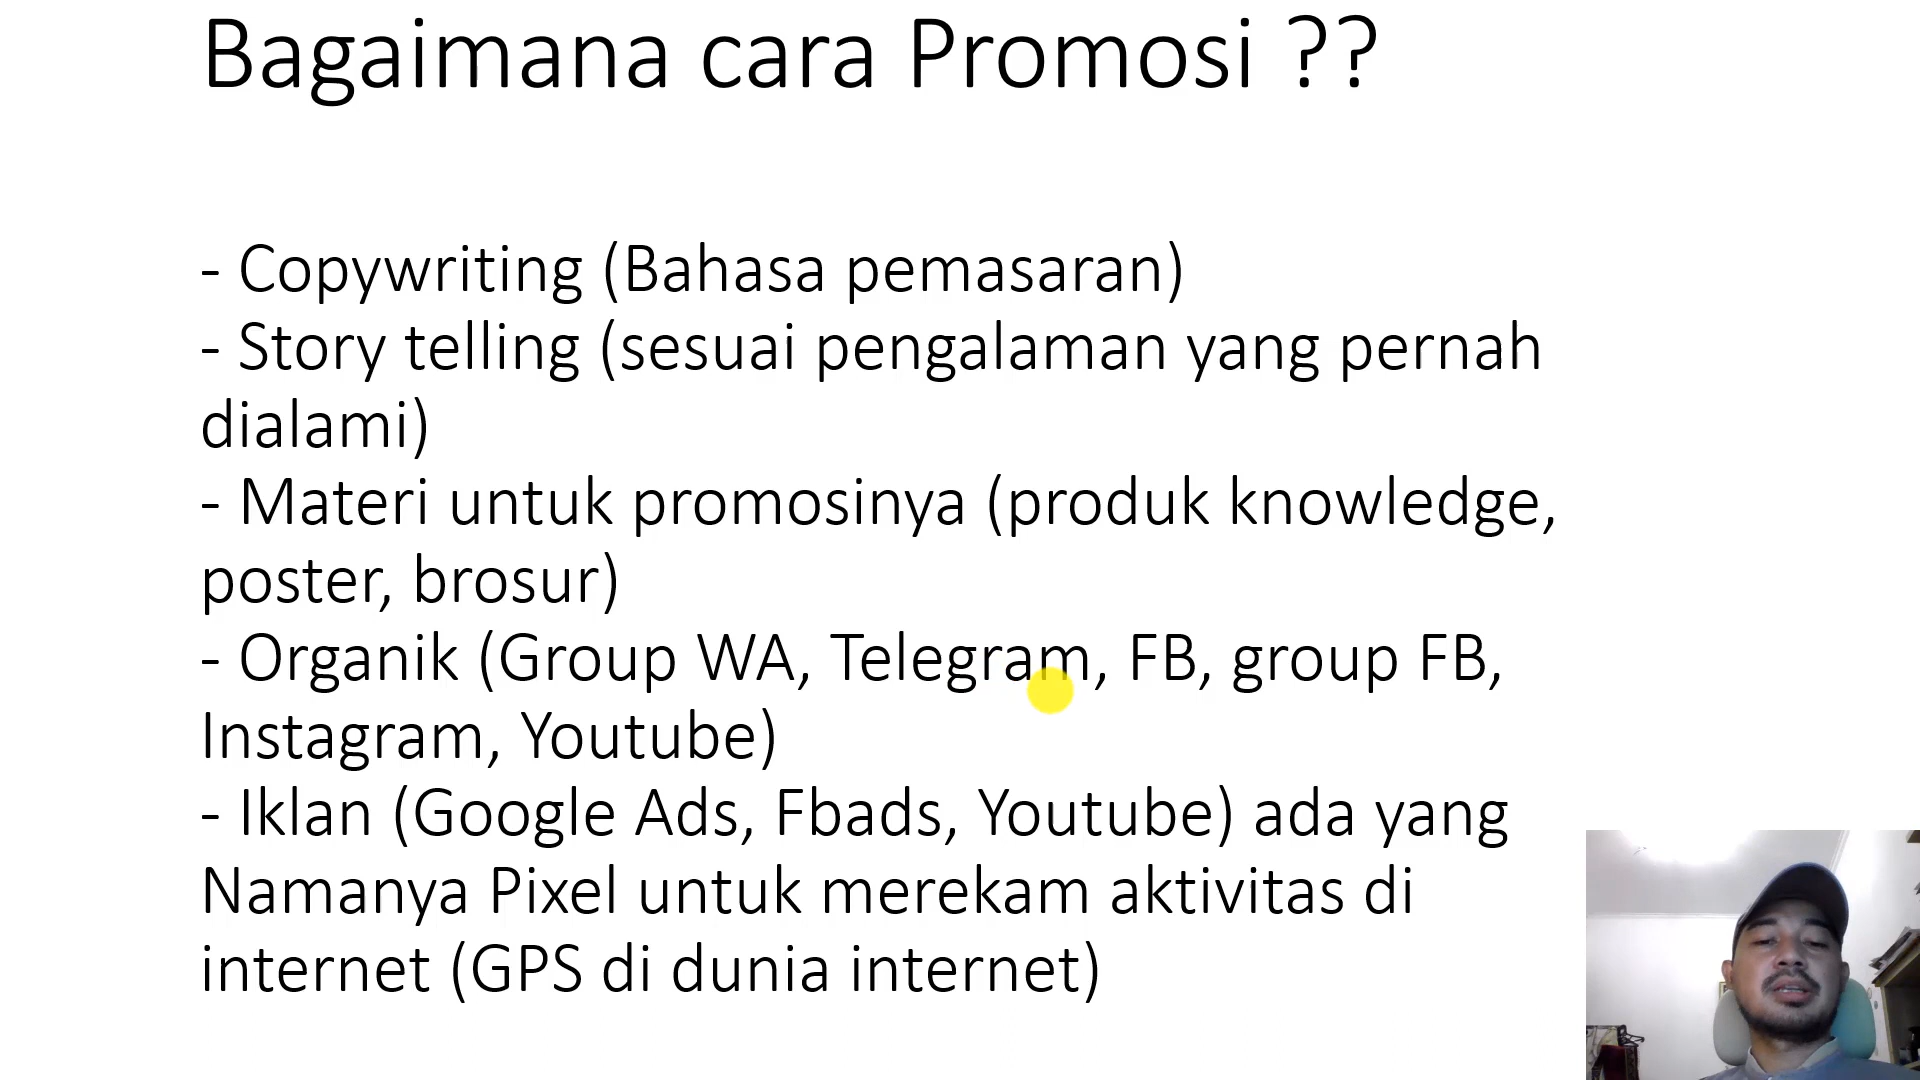 Bagaimana cara Promosi ??
- Copywriting (Bahasa pemasaran)
- Story telling (sesuai pengalaman yang pernah
dialami)
- Materi untuk promosinya (produk knowledge,
poster, brosur)
- Organik (Group WA, Telegram, FB, group FB,
Instagram, Youtube)
- Iklan (Google Ads, Fbads, Youtube) ada yang
Namanya Pixel untuk merekam aktivitas di
internet (GPS di dunia internet)